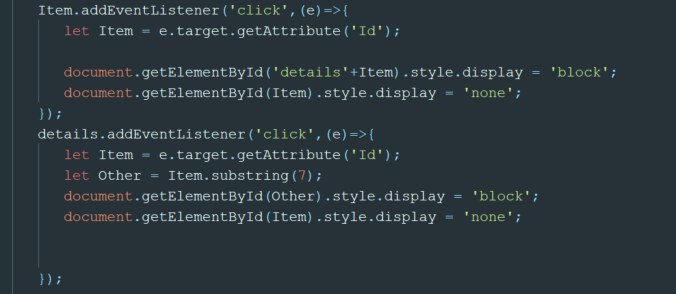 Item.addEventListener('click',(e)=>{
let Item = e.target.getAttribute('Id');
document.getElementById('details'+Item).style.display = 'block';
document.getElementById(Item).style.display = 'none';
});
details.addEventListener('click',(e)=>{
let Item = e.target.getAttribute('Id');
let Other = Item.substring(7);
document.getElementById(Other).style.display = 'block';
document.getElementById(Item).style.display = 'none';
});